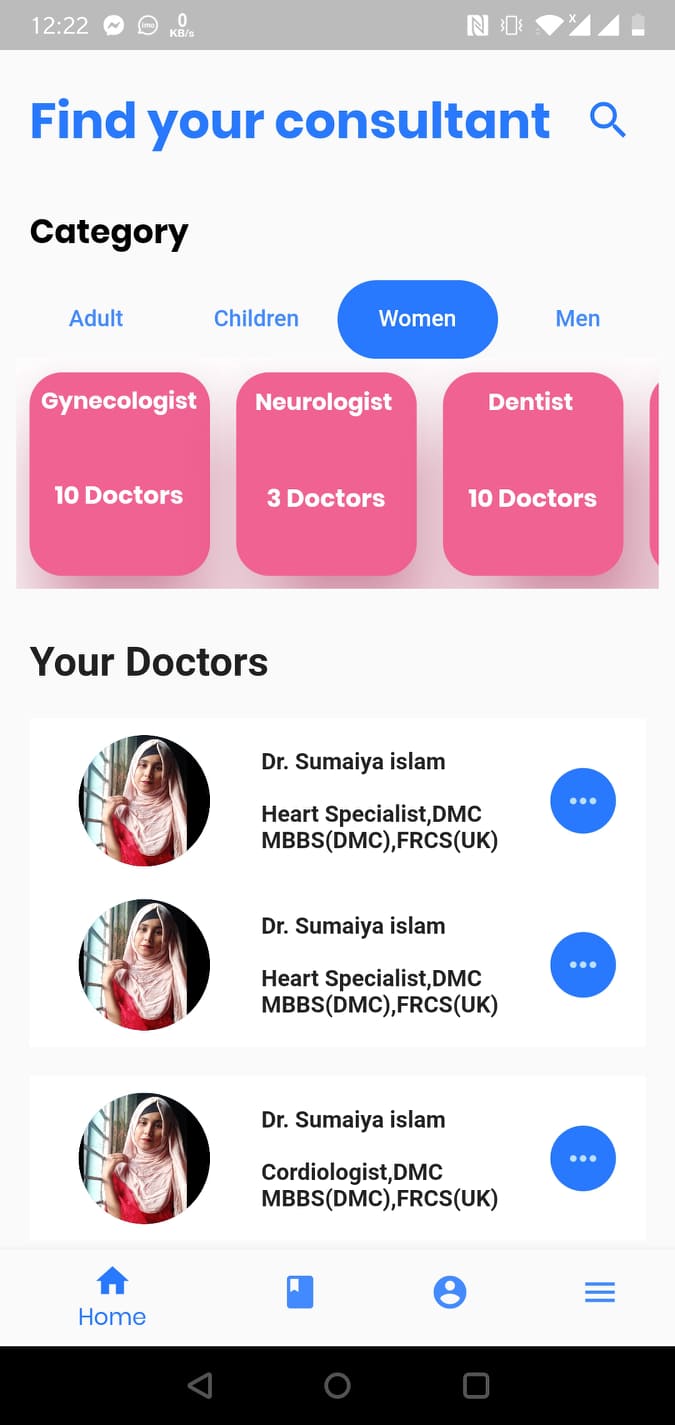 12:22 imo 0
KB/s
x
Find your consultant
Category
Adult Children Women Men
Gynecologist Neurologist Dentist
10 Doctors 3 Doctors 10 Doctors
Your Doctors
Dr. Sumaiya islam
Heart Specialist,DMC
MBBS(DMC),FRCS(UK)
Dr. Sumaiya islam
Heart Specialist,DMC
MBBS(DMC),FRCS(UK)
Dr. Sumaiya islam
Cordiologist,DMC
MBBS(DMC),FRCS(UK)
Home